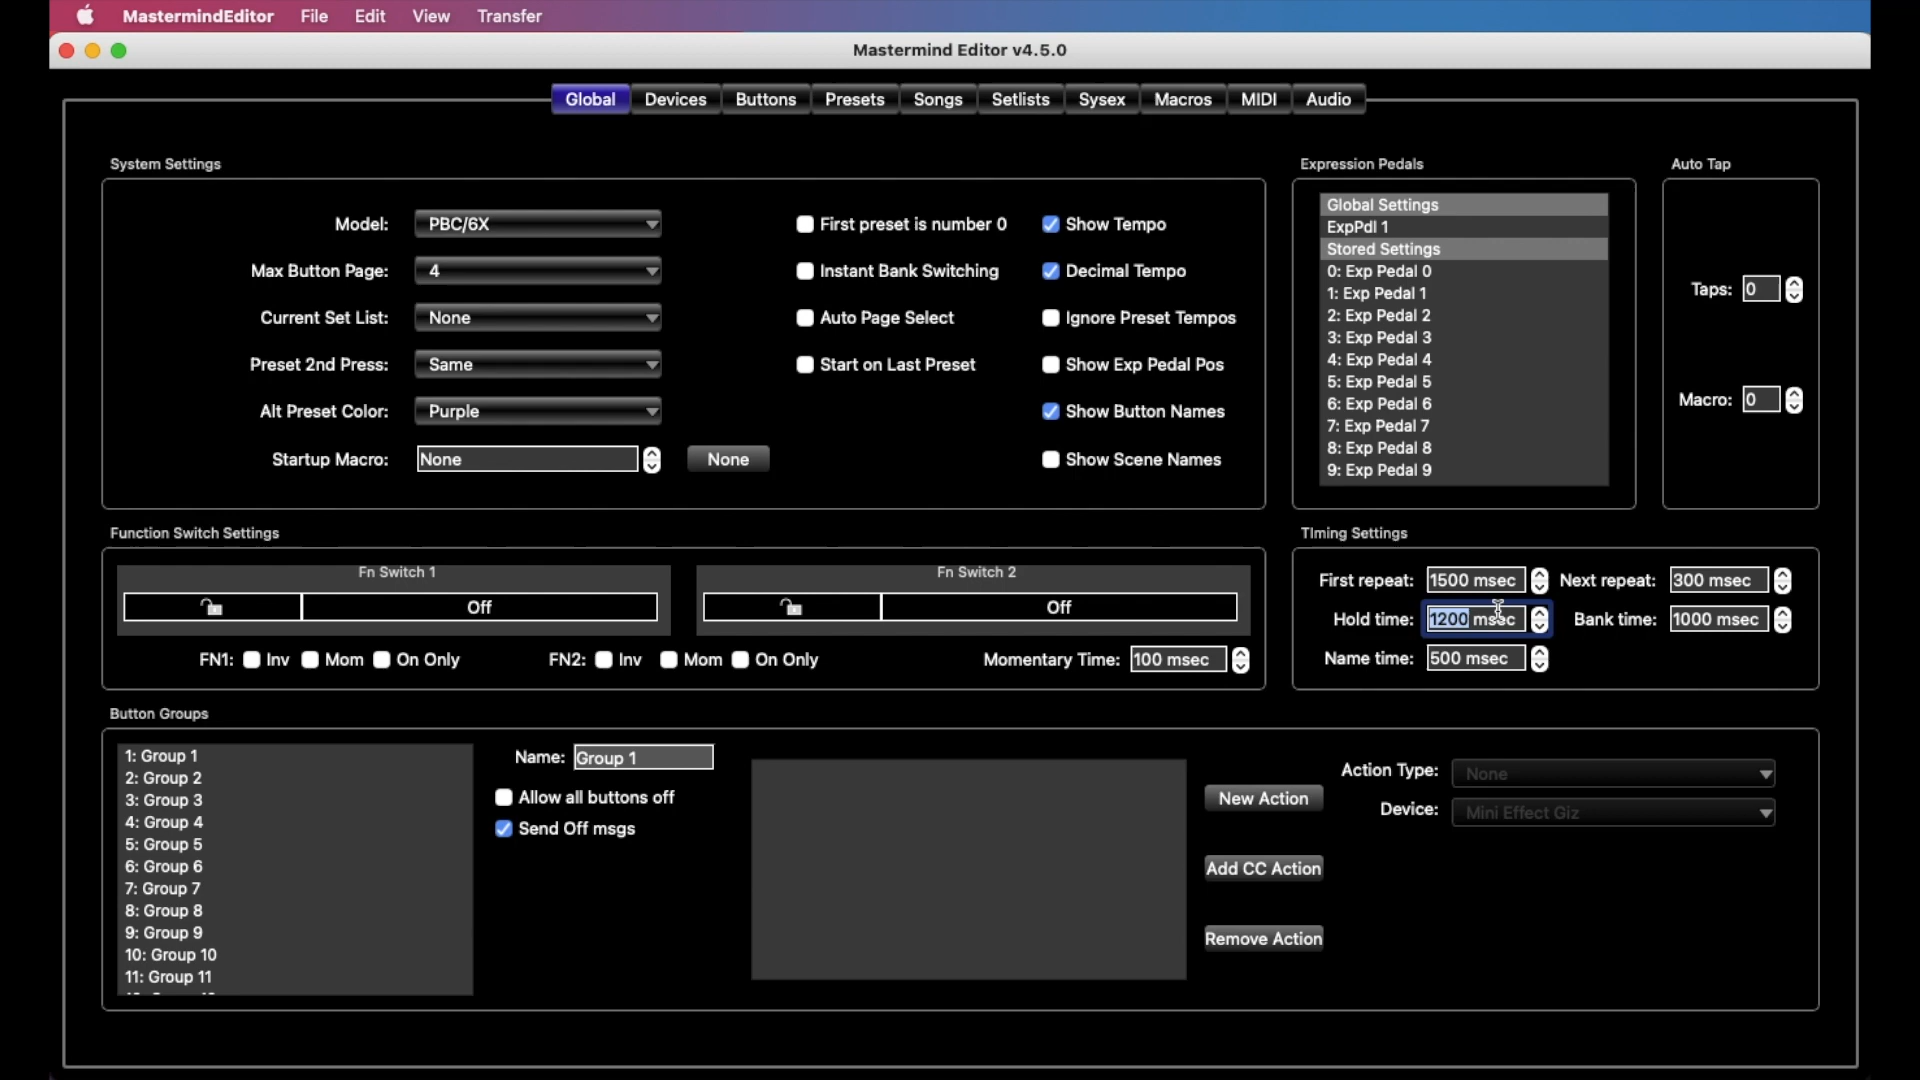 MastermindEditor File Edit View Transfer
Mastermind Editor v4.5.0
Global Devices Buttons Presets Songs Setlists Sysex Macros MIDI Audio
System Settings
Model: PBC/6X
Max Button Page: 4
Current Set List: None
Preset 2nd Press: Same
Alt Preset Color: Purple
Startup Macro: None None
First preset is number 0
Instant Bank Switching
Auto Page Select
Start on Last Preset
Show Tempo
Decimal Tempo
Ignore Preset Tempos
Show Exp Pedal Pos
Show Button Names
Show Scene Names
Expression Pedals
Global Settings
ExpPdl 1
Stored Settings
0: Exp Pedal 0
1: Exp Pedal 1
2: Exp Pedal 2
3: Exp Pedal 3
4: Exp Pedal 4
5: Exp Pedal 5
6: Exp Pedal 6
7: Exp Pedal 7
8: Exp Pedal 8
9: Exp Pedal 9
Auto Tap
Taps: 0
Macro: 0
Function Switch Settings
Fn Switch 1
Off
Fn Switch 2
Off
FN1: Inv Mom On Only
FN2: Inv Mom On Only
Momentary Time: 100 msec
TIming Settings
First repeat: 1500 msec Next repeat: 300 msec
Hold time: 1200 msec Bank time: 1000 msec
Name time: 500 msec
Button Groups
1: Group 1
2: Group 2
3: Group 3
4: Group 4
5: Group 5
6: Group 6
7: Group 7
8: Group 8
9: Group 9
10: Group 10
11: Group 11
Name: Group 1
Allow all buttons off
Send Off msgs
New Action
Add CC Action
Remove Action
Action Type: None
Device: Mini Effect Giz